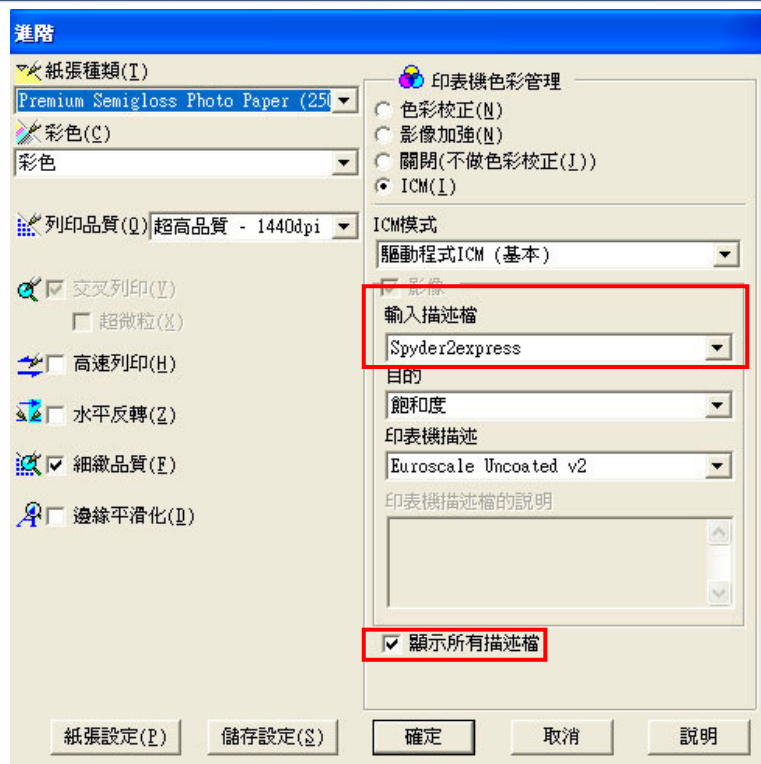 進階
紙張種類(T)
Premium Semigloss Photo Paper (250
彩色(C)
彩色
列印品質(Q) 超高品質 - 1440dpi
交叉列印(V)
超微粒(X)
高速列印(H)
水平反轉(Z)
細緻品質(F)
邊緣平滑化(D)
印表機色彩管理
色彩校正(N)
影像加強(N)
關閉(不做色彩校正(J))
ICM(I)
ICM模式
驅動程式ICM (基本)
影像
輸入描述檔
Spyder2express
目的
飽和度
印表機描述
Euroscale Uncoated v2
印表機描述檔的說明
顯示所有描述檔
紙張設定(P)
儲存設定(S)
確定
取消
說明